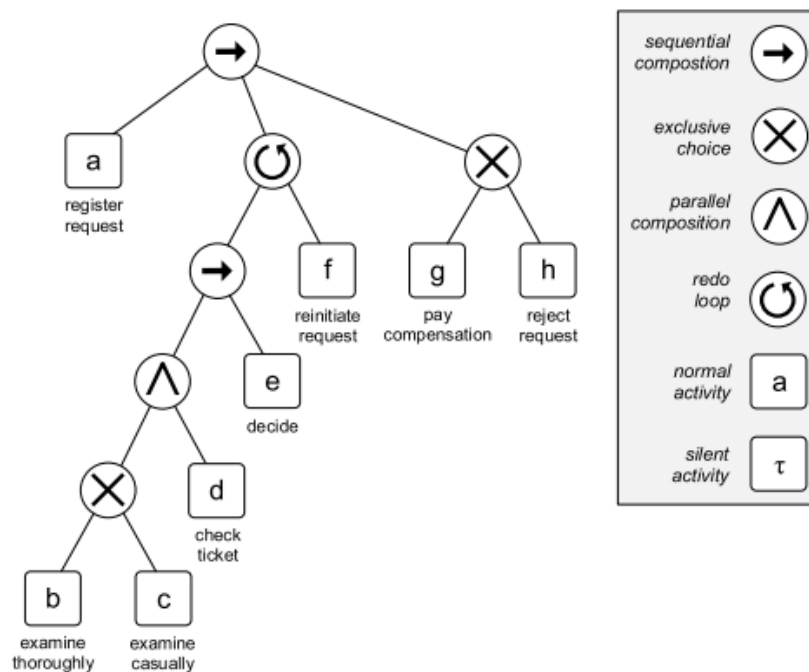 a
register
request
f
reinitiate
request
g
pay
compensation
h
reject
request
e
decide
d
check
ticket
b
examine
thoroughly
c
examine
casually
sequential
compostion
exclusive
choice
parallel
composition
redo
loop
normal
activity
a
silent
activity
τ